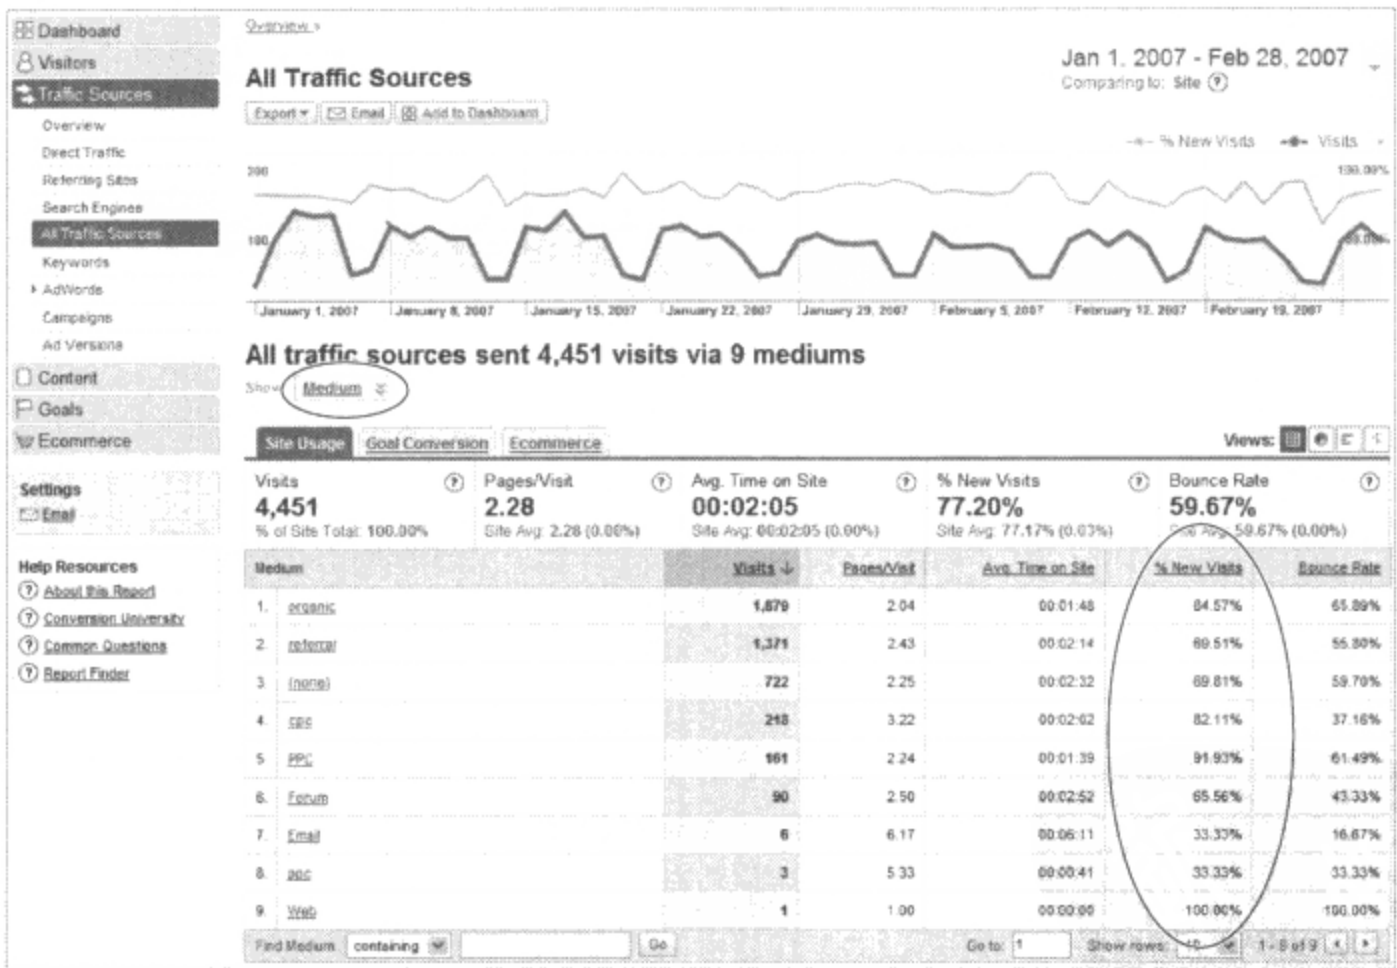 Dashboard
Visitors
Traffic Sources
Overview
Direct Traffic
Referring Sites
Search Engines
All Traffic Sources
Keywords
AdWords
Campaigns
Ad Versions
Content
Goals
Ecommerce
Settings
Email
Help Resources
About this Report
Conversion University
Common Questions
Report Finder
Overview »
All Traffic Sources
Jan 1, 2007 - Feb 28, 2007
Comparing to: Site
Export Email Add to Dashboard
% New Visits Visits
200
100
January 1, 2007 January 8, 2007 January 15, 2007 January 22, 2007 January 29, 2007 February 5, 2007 February 12, 2007 February 19, 2007
All traffic sources sent 4,451 visits via 9 mediums
Show Medium
Site Usage Goal Conversion Ecommerce Views:
Visits Pages/Visit Avg. Time on Site % New Visits Bounce Rate
4,451 2.28 00:02:05 77.20% 59.67%
% of Site Total: 100.00% Site Avg: 2.28 (0.00%) Site Avg: 00:02:05 (0.00%) Site Avg: 77.17% (0.03%) Site Avg: 59.67% (0.00%)
Medium Visits Pages/Visit Avg. Time on Site % New Visits Bounce Rate
1. organic 1,879 2.04 00:01:48 84.57% 65.89%
2. referral 1,371 2.43 00:02:14 69.51% 55.80%
3. (none) 722 2.25 00:02:32 69.81% 59.70%
4. cpc 218 3.22 00:02:02 82.11% 37.16%
5. PPC 161 2.24 00:01:39 91.93% 61.49%
6. Forum 90 2.50 00:02:52 65.56% 43.33%
7. Email 6 6.17 00:06:11 33.33% 16.67%
8. ppc 3 5.33 00:00:41 33.33% 33.33%
9. Web 1 1.00 00:00:00 100.00% 100.00%
Find Medium containing Go Go to: 1 Show rows: 10 1 - 9 of 9